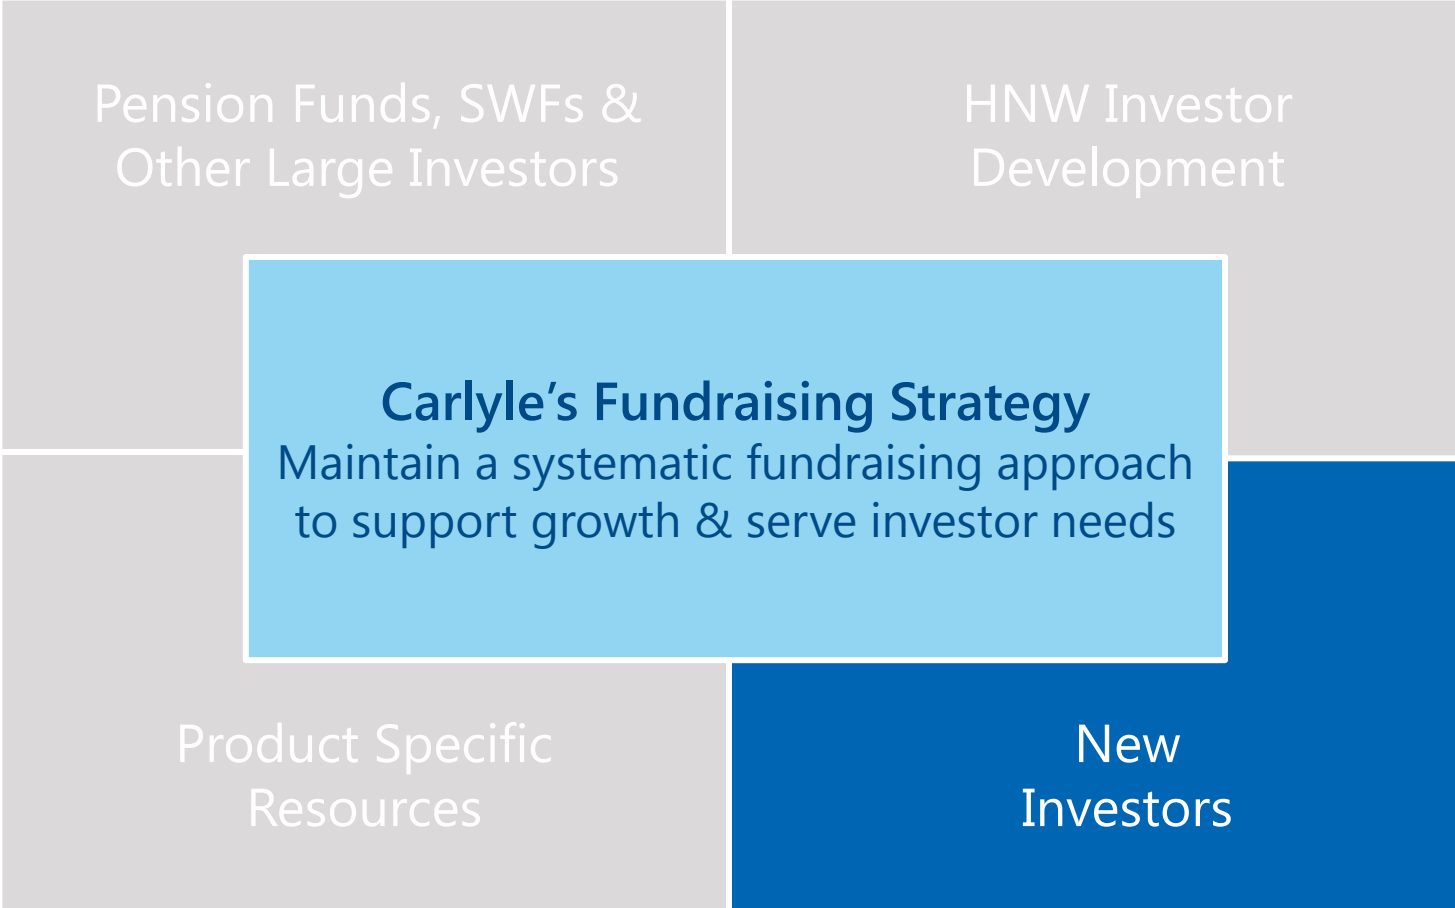 Pension Funds, SWFs &
Other Large Investors
HNW Investor
Development
Carlyle’s Fundraising Strategy
Maintain a systematic fundraising approach
to support growth & serve investor needs
Product Specific
Resources
New
Investors